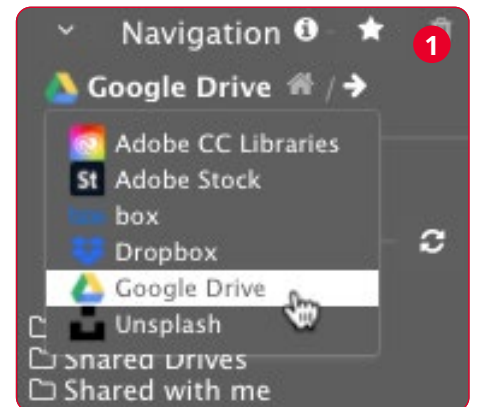 Navigation
1
Google Drive /
Adobe CC Libraries
St Adobe Stock
box box
Dropbox
Google Drive
Unsplash
Shared Drives
Shared with me